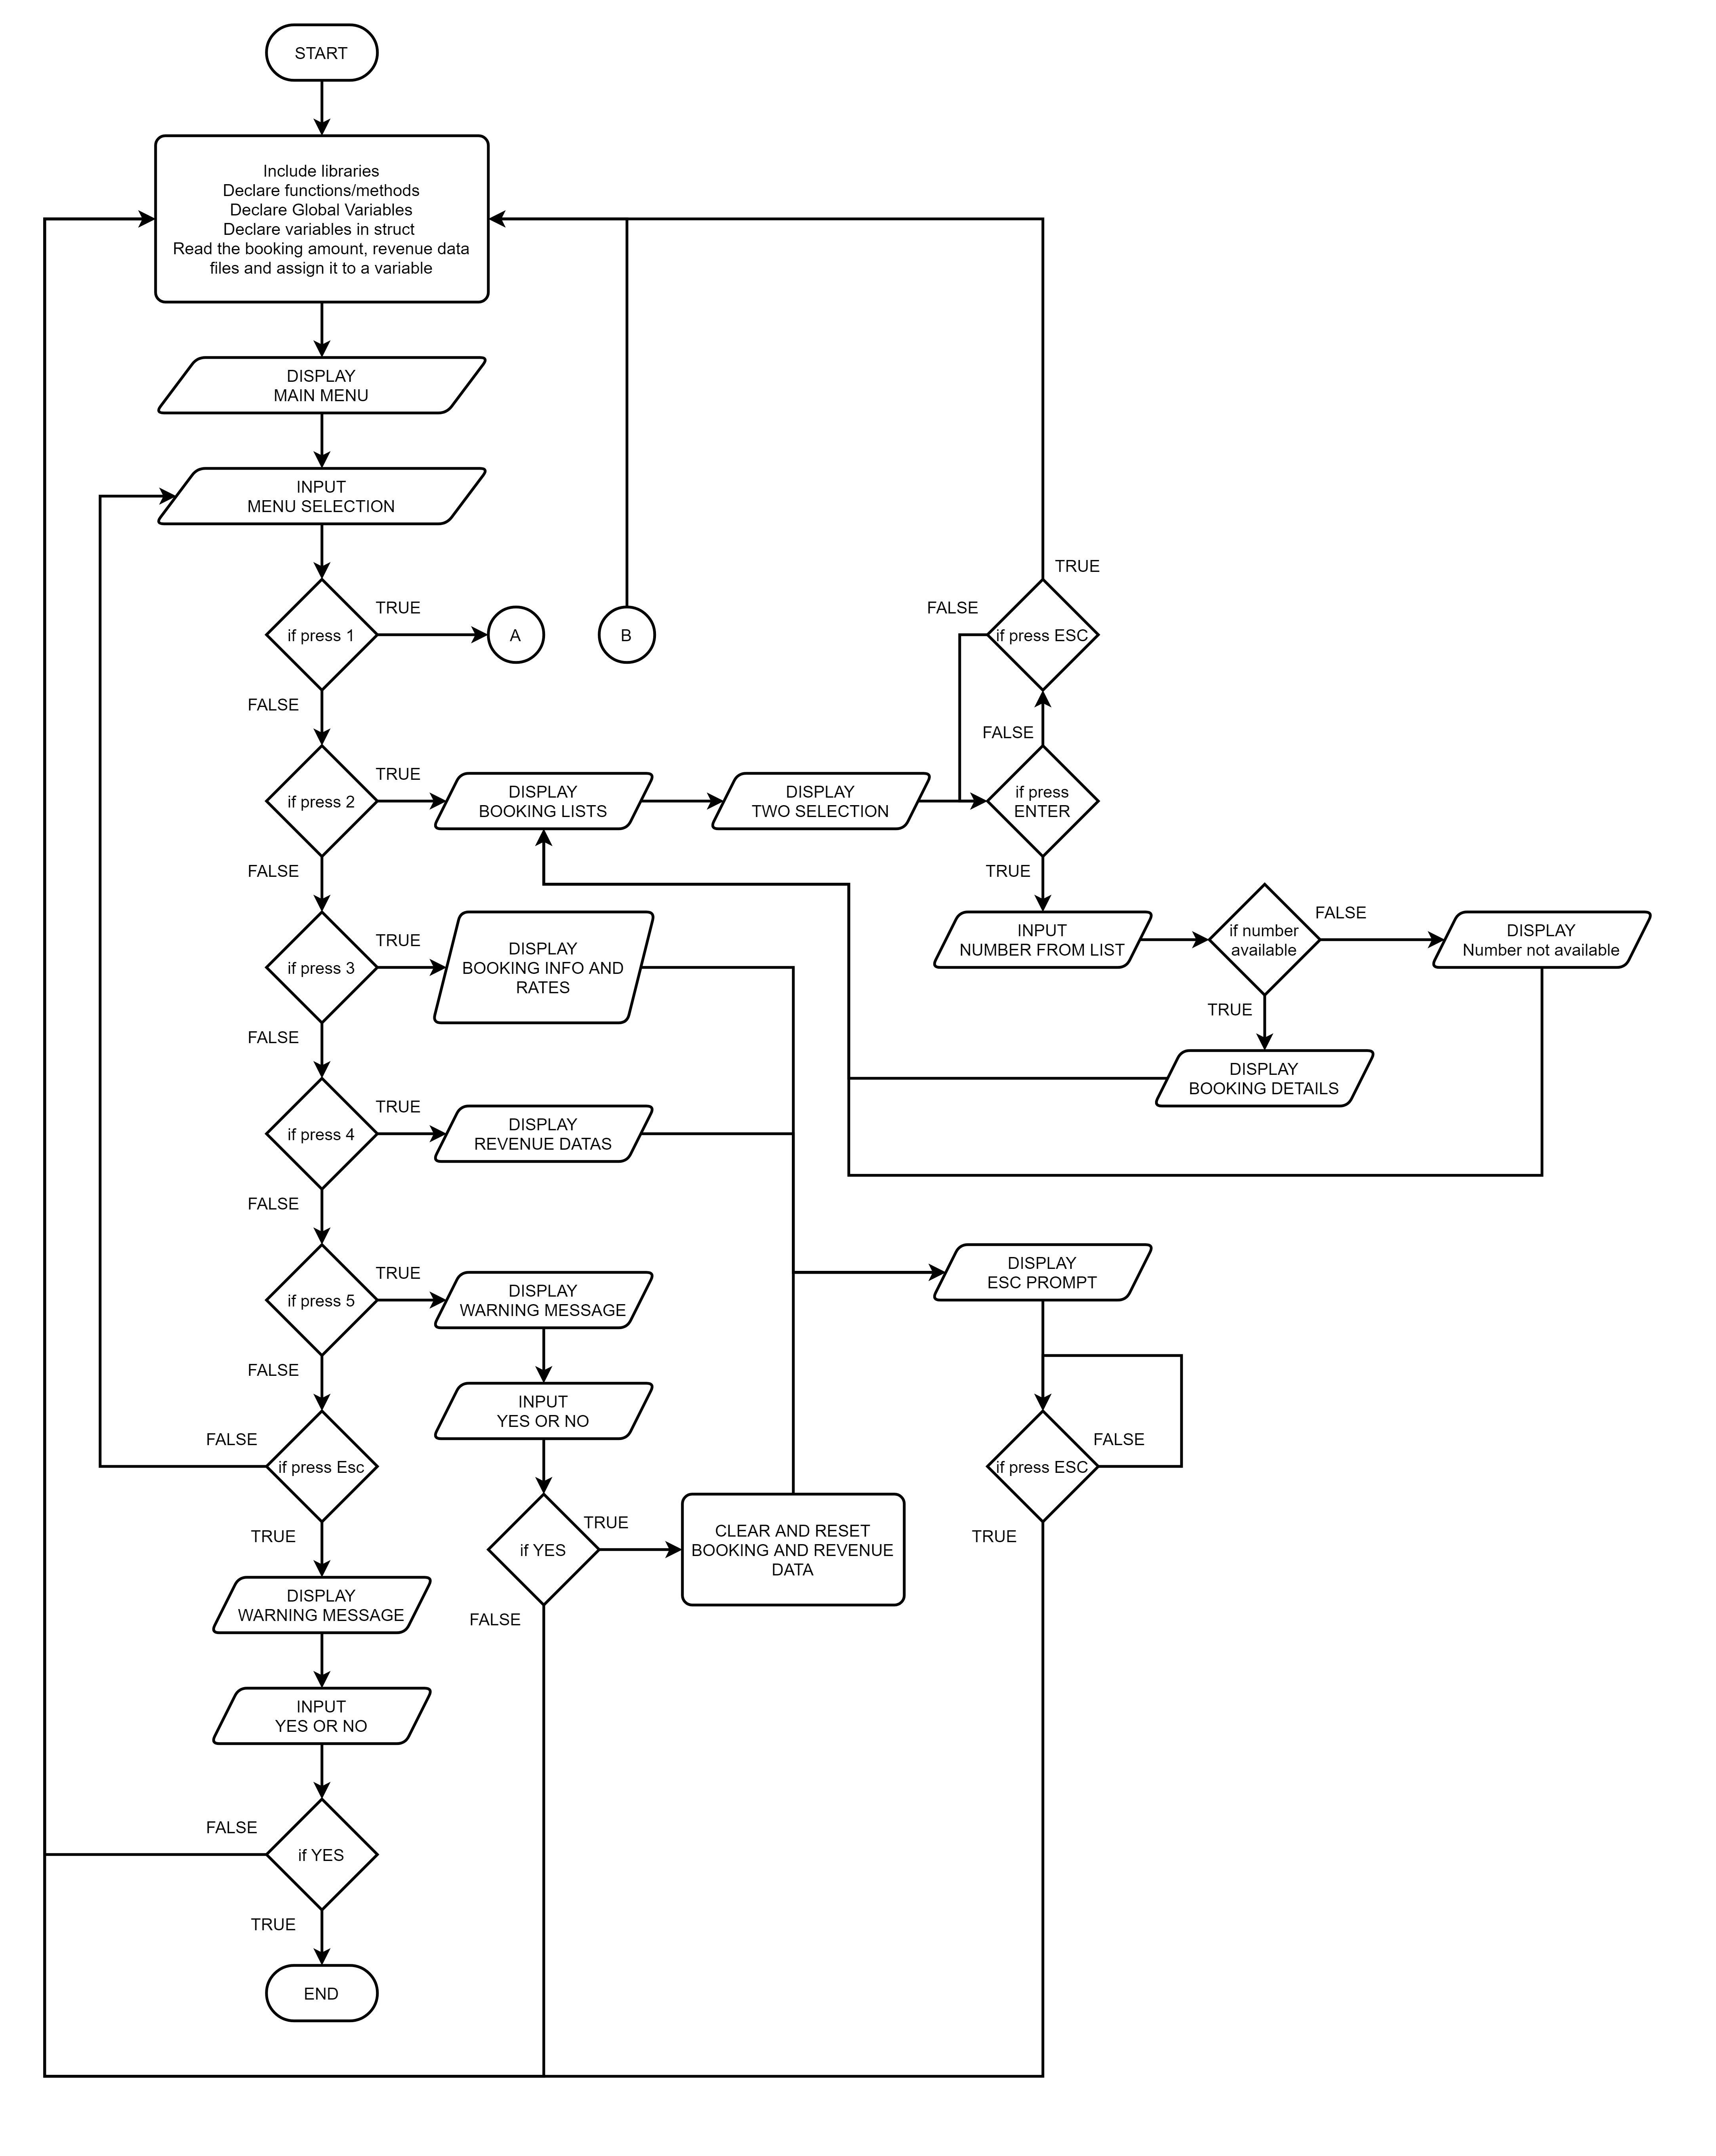 START
Include libraries
Declare functions/methods
Declare Global Variables
Declare variables in struct
Read the booking amount, revenue data
files and assign it to a variable
DISPLAY
MAIN MENU
INPUT
MENU SELECTION
if press 1
TRUE
A
B
FALSE
if press ESC
TRUE
FALSE
FALSE
if press 2
TRUE
DISPLAY
BOOKING LISTS
DISPLAY
TWO SELECTION
FALSE
if press
ENTER
TRUE
INPUT
NUMBER FROM LIST
if number
available
FALSE
DISPLAY
Number not available
TRUE
DISPLAY
BOOKING DETAILS
FALSE
if press 3
TRUE
DISPLAY
BOOKING INFO AND
RATES
FALSE
if press 4
TRUE
DISPLAY
REVENUE DATAS
FALSE
if press 5
TRUE
DISPLAY
WARNING MESSAGE
INPUT
YES OR NO
if YES
TRUE
CLEAR AND RESET
BOOKING AND REVENUE
DATA
FALSE
DISPLAY
ESC PROMPT
if press ESC
FALSE
TRUE
FALSE
if press Esc
FALSE
TRUE
DISPLAY
WARNING MESSAGE
INPUT
YES OR NO
if YES
FALSE
TRUE
END